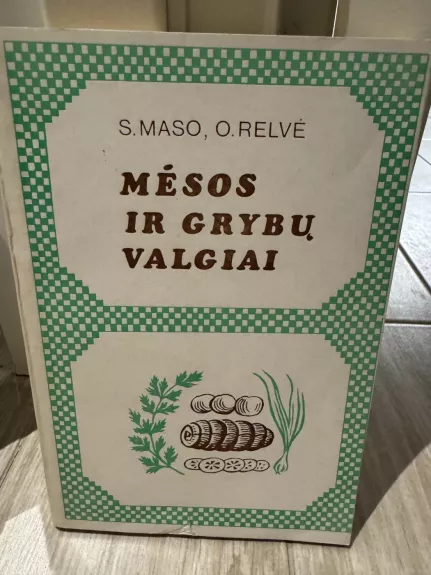 S. MASO, O. RELVĖ
MĖSOS
IR GRYBŲ
VALGIAI